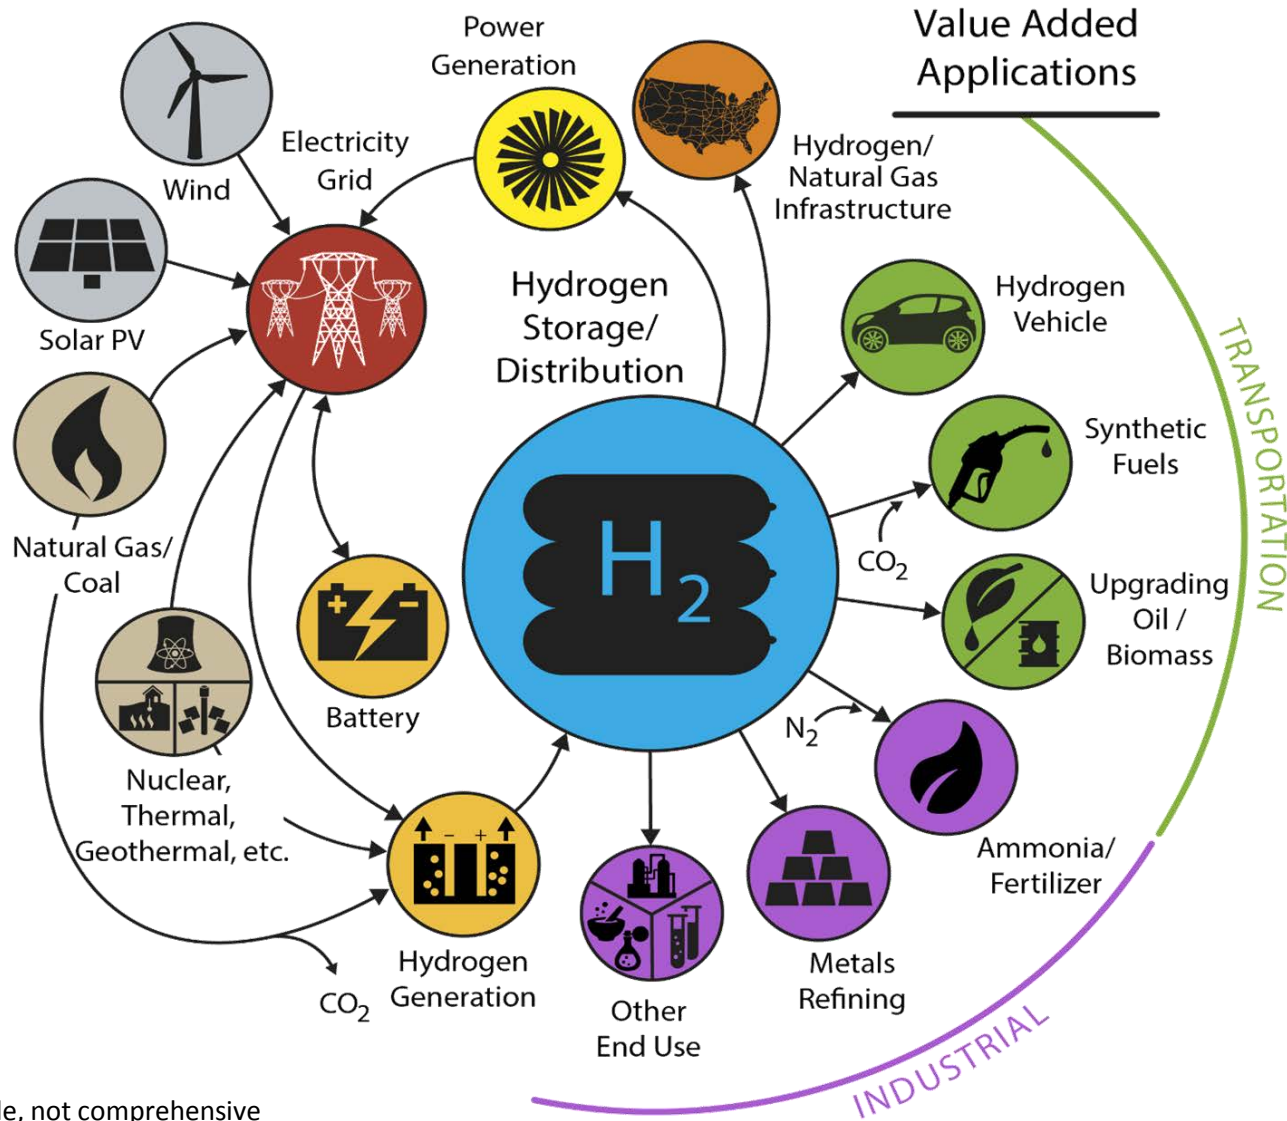 Value Added
Applications
Power
Generation
Electricity
Grid
Wind
Hydrogen/
Natural Gas
Infrastructure
Solar PV
Hydrogen
Storage/
Distribution
Hydrogen
Vehicle
TRANSPORTATION
Synthetic
Fuels
Natural Gas/
Coal
H2
CO2
Upgrading
Oil /
Biomass
+ -
Battery
N2
Nuclear,
Thermal,
Geothermal, etc.
- +
Ammonia/
Fertilizer
Hydrogen
Generation
CO2
Metals
Refining
Other
End Use
INDUSTRIAL
not comprehensive